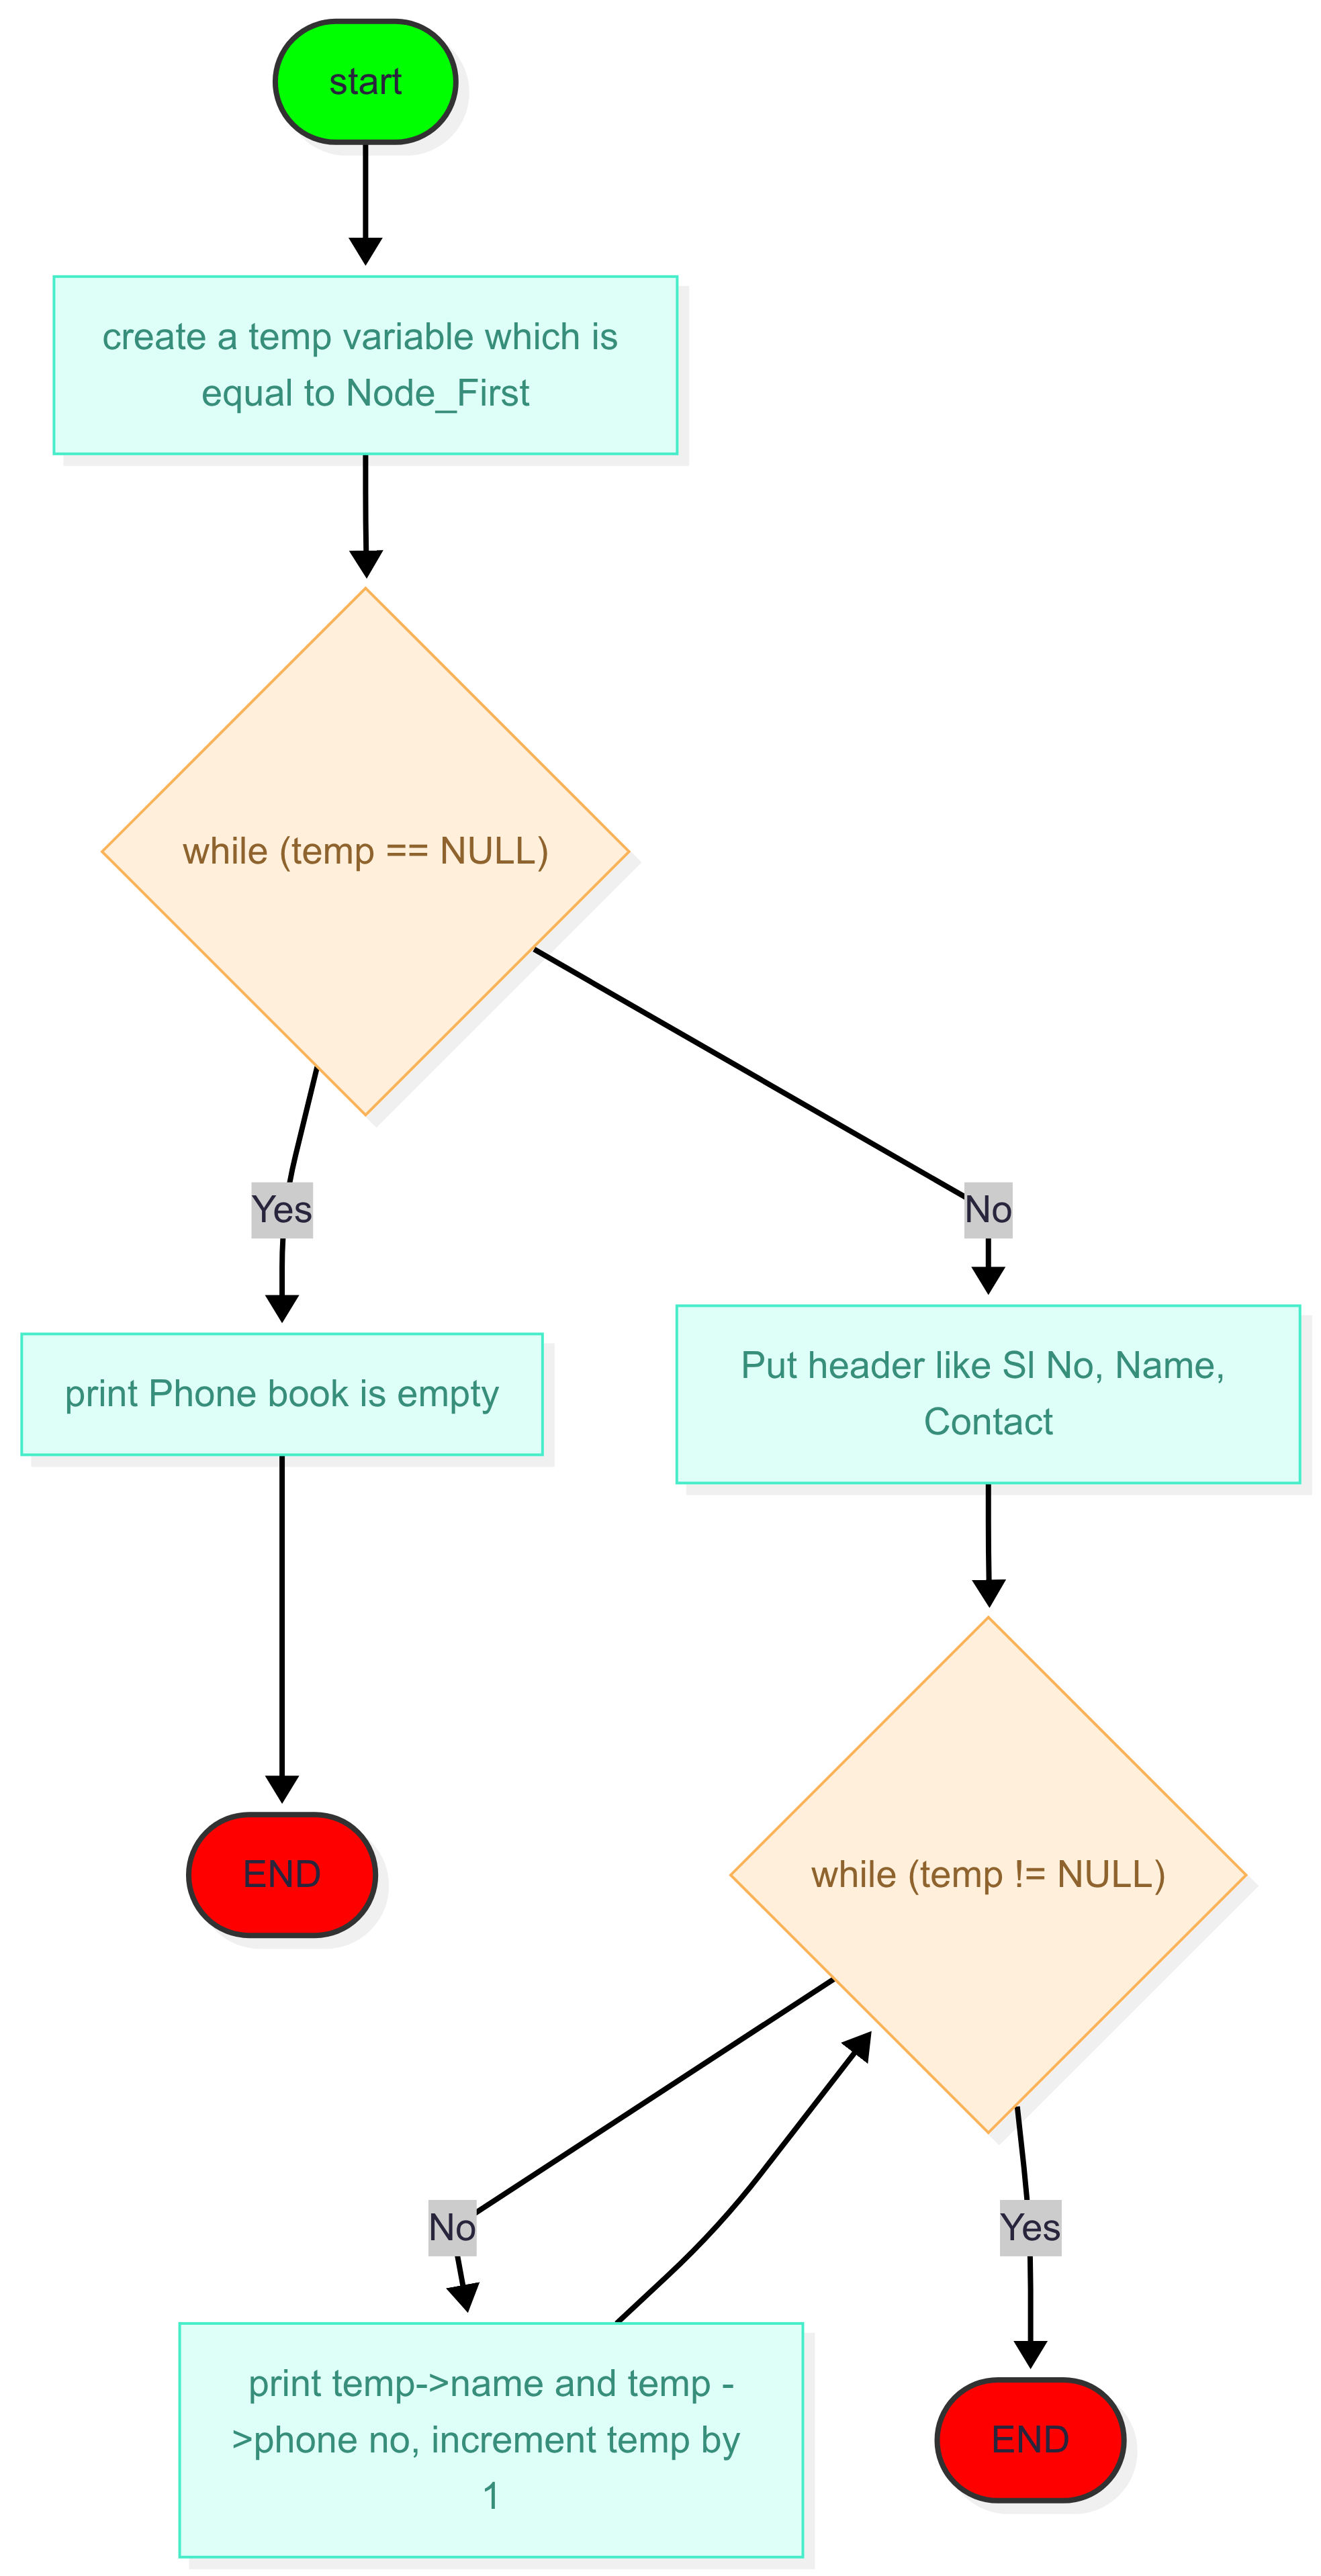 start
create a temp variable which is
equal to Node_First
while (temp == NULL)
Yes
No
print Phone book is empty
Put header like Sl No, Name,
Contact
END
while (temp != NULL)
No
Yes
print temp->name and temp -
>phone no, increment temp by
1
END